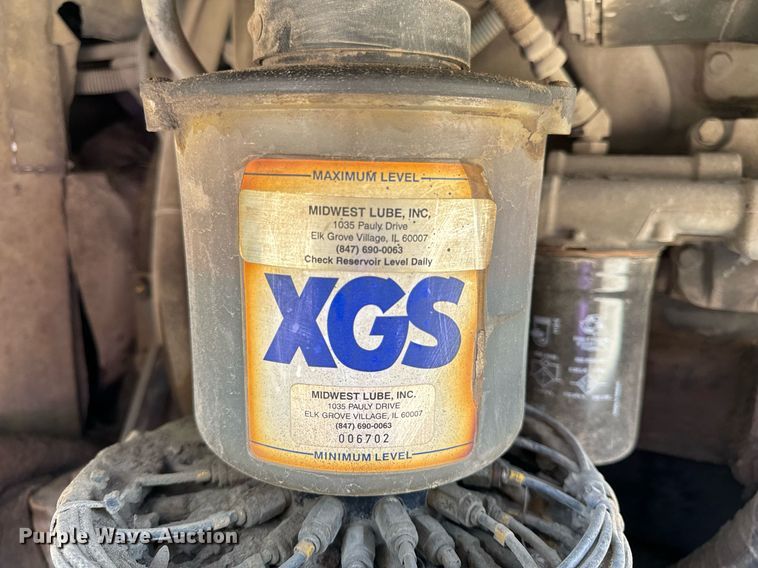 MAXIMUM LEVEL
MIDWEST LUBE, INC,
1035 Pauly Drive
Elk Grove Village, IL 60007
(847) 690-0063
Check Reservoir Level Daily
XGS
MIDWEST LUBE, INC.
1035 PAULY DRIVE
ELK GROVE VILLAGE, IL 60007
(847) 690-0063
006702
MINIMUM LEVEL
Purple Wave Auction